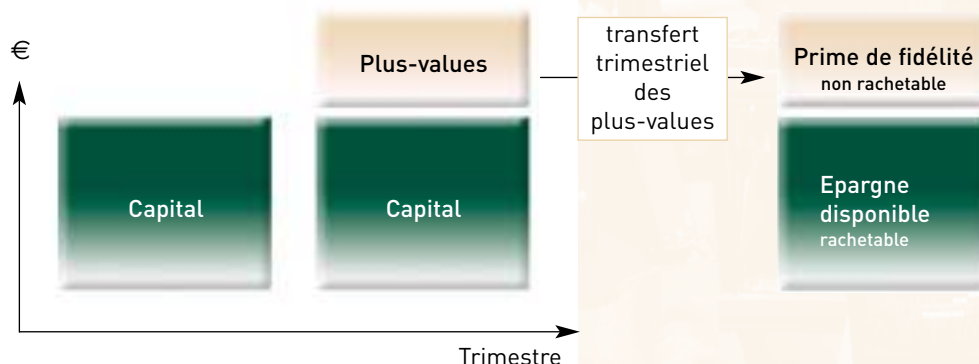 €
Plus-values
Capital
Capital
transfert
trimestriel
des
plus-values
Prime de fidélité
non rachetable
Epargne
disponible
rachetable
Trimestre